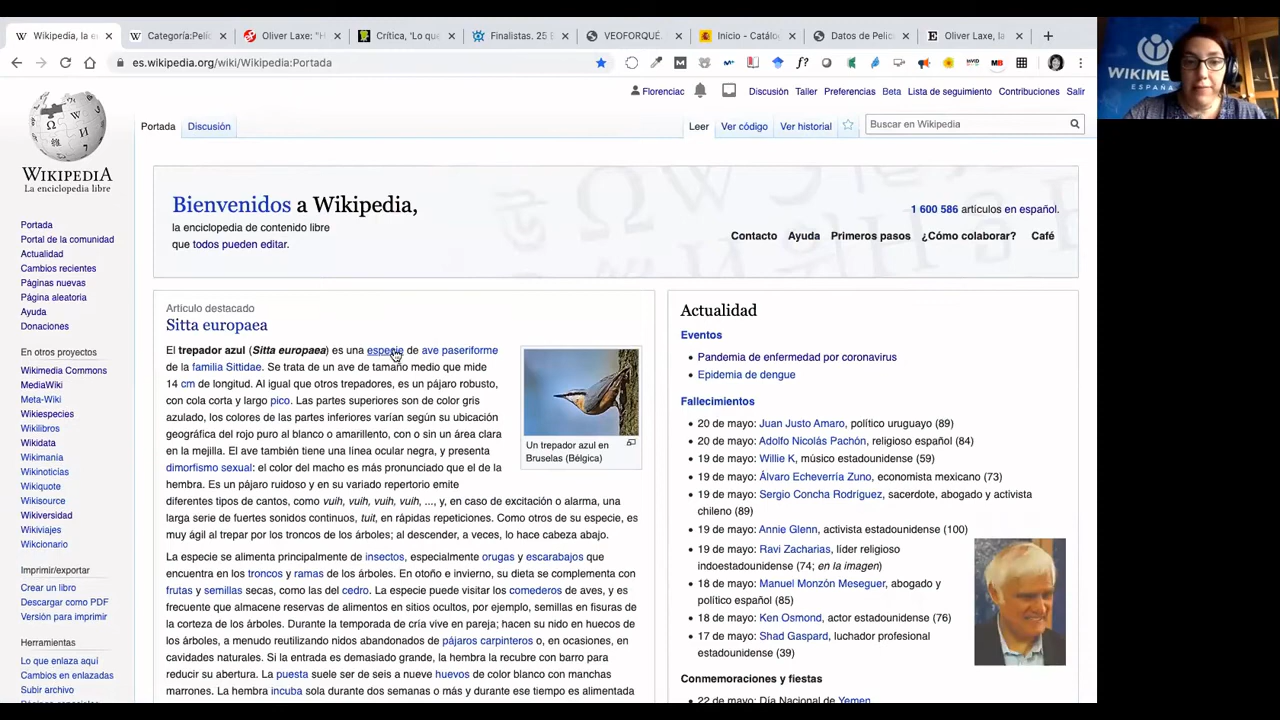 Wikipedia, la e
Categoría:Pelíc
Oliver Laxe: "H
Crítica, 'Lo que
Finalistas. 25 E
VEOFORQUÉ.
Inicio - Catálog
Datos de Pelíc
Oliver Laxe, la
es.wikipedia.org/wiki/Wikipedia:Portada
WIKIME
ESPAÑA
Florenciac
Discusión
Taller
Preferencias
Beta
Lista de seguimiento
Contribuciones
Salir
Portada
Discusión
Leer
Ver código
Ver historial
Buscar en Wikipedia
WIKIPEDIA
La enciclopedia libre
Portada
Portal de la comunidad
Actualidad
Cambios recientes
Páginas nuevas
Página aleatoria
Ayuda
Donaciones
En otros proyectos
Wikimedia Commons
MediaWiki
Meta-Wiki
Wikiespecies
Wikilibros
Wikidata
Wikimanía
Wikinoticias
Wikiquote
Wikisource
Wikiversidad
Wikiviajes
Wikcionario
Imprimir/exportar
Crear un libro
Descargar como PDF
Versión para imprimir
Herramientas
Lo que enlaza aquí
Cambios en enlazadas
Subir archivo
Bienvenidos a Wikipedia,
la enciclopedia de contenido libre
que todos pueden editar.
1 600 586 artículos en español.
Contacto Ayuda Primeros pasos ¿Cómo colaborar? Café
Artículo destacado
Sitta europaea
El trepador azul (Sitta europaea) es una especie de ave paseriforme
de la familia Sittidae. Se trata de un ave de tamaño medio que mide
14 cm de longitud. Al igual que otros trepadores, es un pájaro robusto,
con cola corta y largo pico. Las partes superiores son de color gris
azulado, los colores de las partes inferiores varían según su ubicación
geográfica del rojo puro al blanco o amarillento, con o sin un área clara
en la mejilla. El ave también tiene una línea ocular negra, y presenta
dimorfismo sexual: el color del macho es más pronunciado que el de la
hembra. Es un pájaro ruidoso y en su variado repertorio emite
diferentes tipos de cantos, como vuih, vuih, vuih, vuih, ..., y, en caso de excitación o alarma, una
larga serie de fuertes sonidos continuos, tuit, en rápidas repeticiones. Como otros de su especie, es
muy ágil al trepar por los troncos de los árboles; al descender, a veces, lo hace cabeza abajo.
Un trepador azul en
Bruselas (Bélgica)
La especie se alimenta principalmente de insectos, especialmente orugas y escarabajos que
encuentra en los troncos y ramas de los árboles. En otoño e invierno, su dieta se complementa con
frutas y semillas secas, como las del cedro. La especie puede visitar los comederos de aves, y es
frecuente que almacene reservas de alimentos en sitios ocultos, por ejemplo, semillas en fisuras de
la corteza de los árboles. Durante la temporada de cría vive en pareja; hacen su nido en huecos de
los árboles, a menudo reutilizando nidos abandonados de pájaros carpinteros o, en ocasiones, en
cavidades naturales. Si la entrada es demasiado grande, la hembra la recubre con barro para
reducir su abertura. La puesta suele ser de seis a nueve huevos de color blanco con manchas
marrones. La hembra incuba sola durante dos semanas o más y durante ese tiempo es alimentada
Actualidad
Eventos
Pandemia de enfermedad por coronavirus
Epidemia de dengue
Fallecimientos
20 de mayo: Juan Justo Amaro, político uruguayo (89)
20 de mayo: Adolfo Nicolás Pachón, religioso español (84)
19 de mayo: Willie K, músico estadounidense (59)
19 de mayo: Álvaro Echeverría Zuno, economista mexicano (73)
19 de mayo: Sergio Concha Rodríguez, sacerdote, abogado y activista
chileno (89)
19 de mayo: Annie Glenn, activista estadounidense (100)
19 de mayo: Ravi Zacharias, líder religioso
indoestadounidense (74; en la imagen)
18 de mayo: Manuel Monzón Meseguer, abogado y
político español (85)
18 de mayo: Ken Osmond, actor estadounidense (76)
17 de mayo: Shad Gaspard, luchador profesional
estadounidense (39)
Conmemoraciones y fiestas
22 de mayo: Día Nacional de Yemen